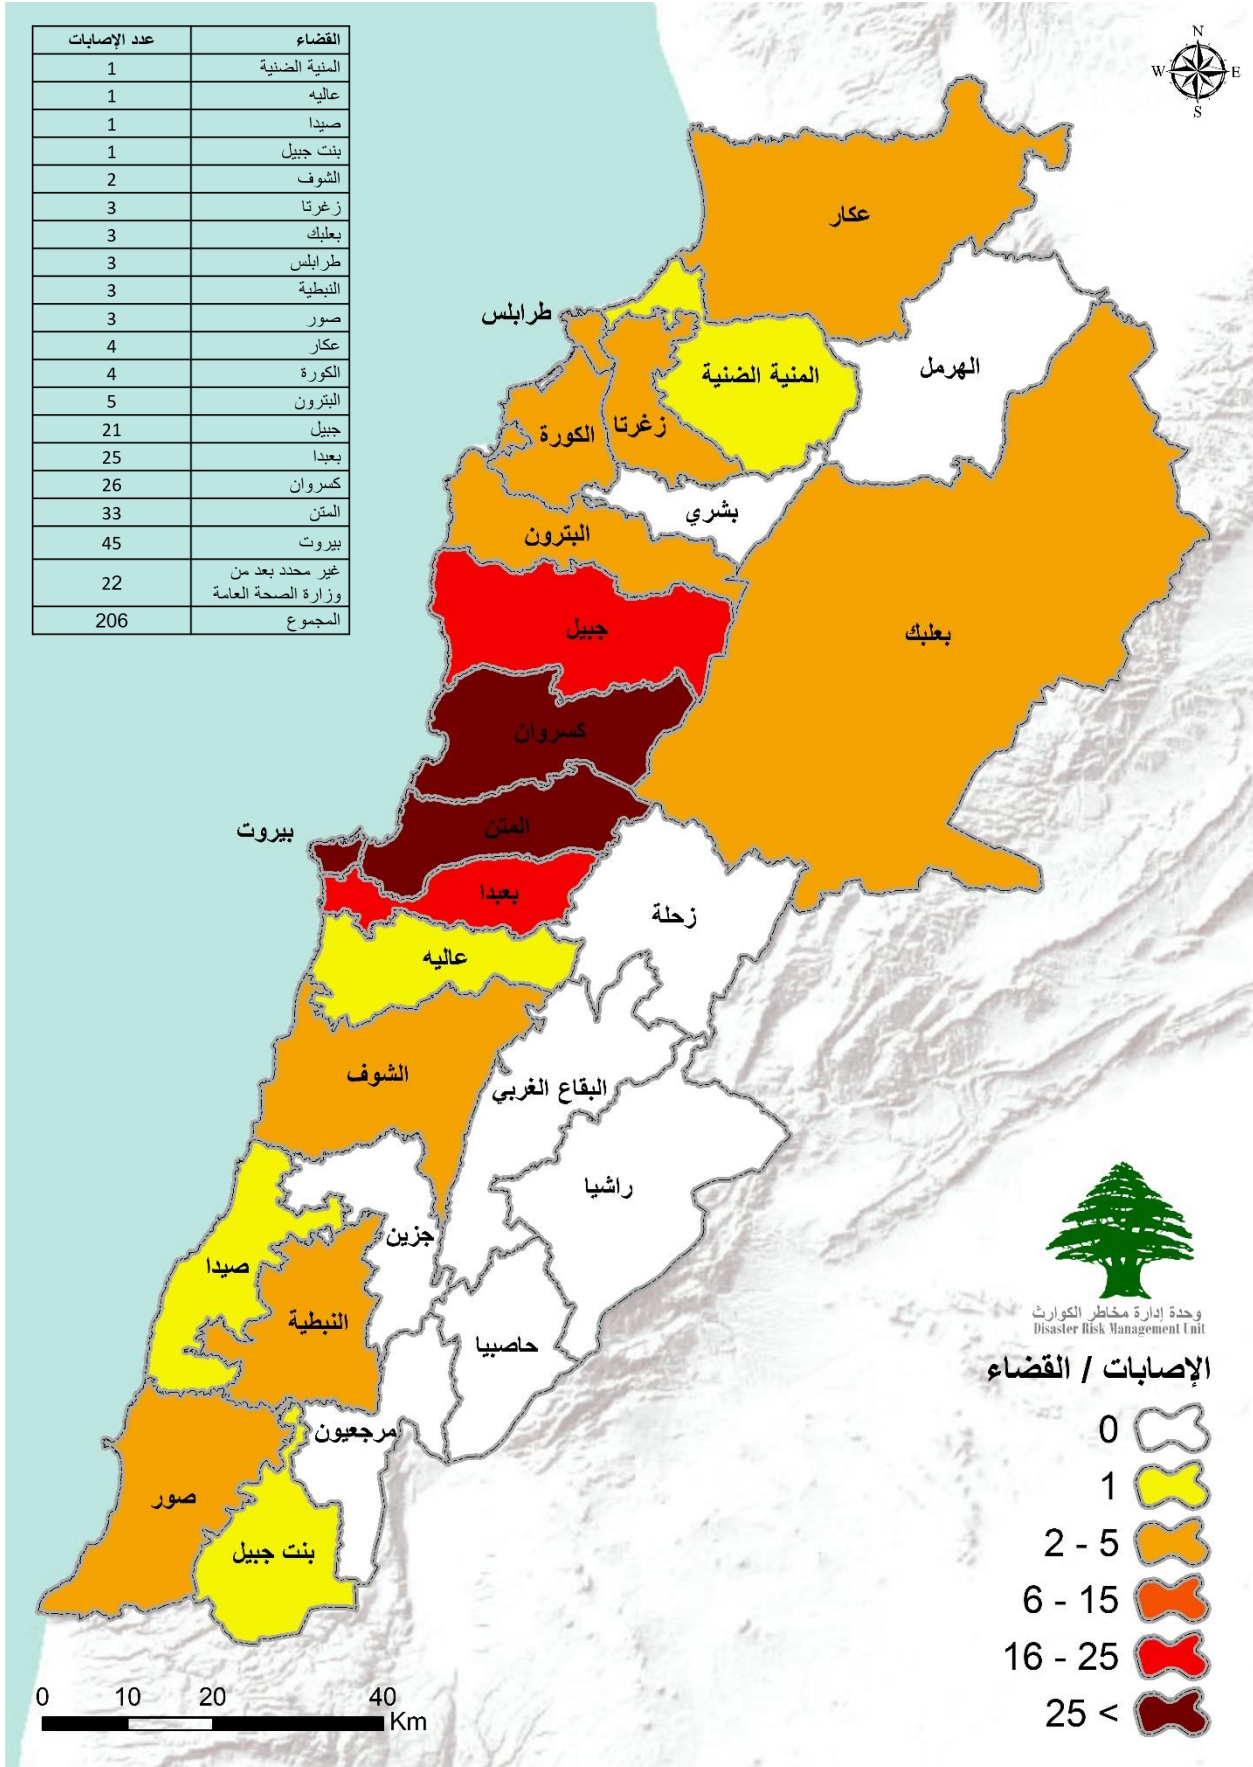 القضاء عدد الإصابات
المنية الضنية 1
عاليه 1
صيدا 1
بنت جبيل 1
الشوف 2
زغرتا 3
بعلبك 3
طرابلس 3
النبطية 3
صور 3
عكار 4
الكورة 4
البترون 5
جبيل 21
بعبدا 25
كسروان 26
المتن 33
بيروت 45
غير محدد بعد من
وزارة الصحة العامة 22
المجموع 206
N
W E
S
عكار
طرابلس
الهرمل
المنية الضنية
زغرتا
الكورة
بشري
البترون
جبيل
بعلبك
كسروان
المتن
بيروت
بعبدا
زحلة
عاليه
الشوف
البقاع الغربي
راشيا
جزين
صيدا
النبطية
حاصبيا
مرجعيون
صور
بنت جبيل
وحدة إدارة مخاطر الكوارث
Disaster Risk Management Unit
الإصابات / القضاء
0
1
2 - 5
6 - 15
16 - 25
25 <
0 10 20 40
Km